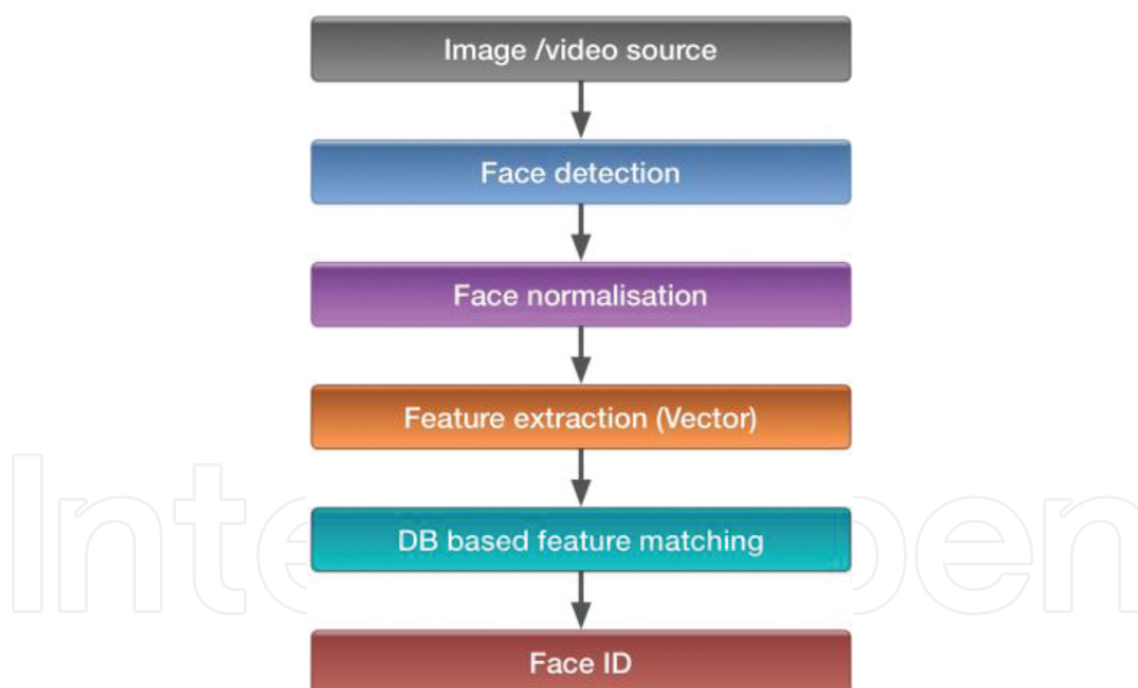 Image /video source
Face detection
Face normalisation
Feature extraction (Vector)
DB based feature matching
Face ID